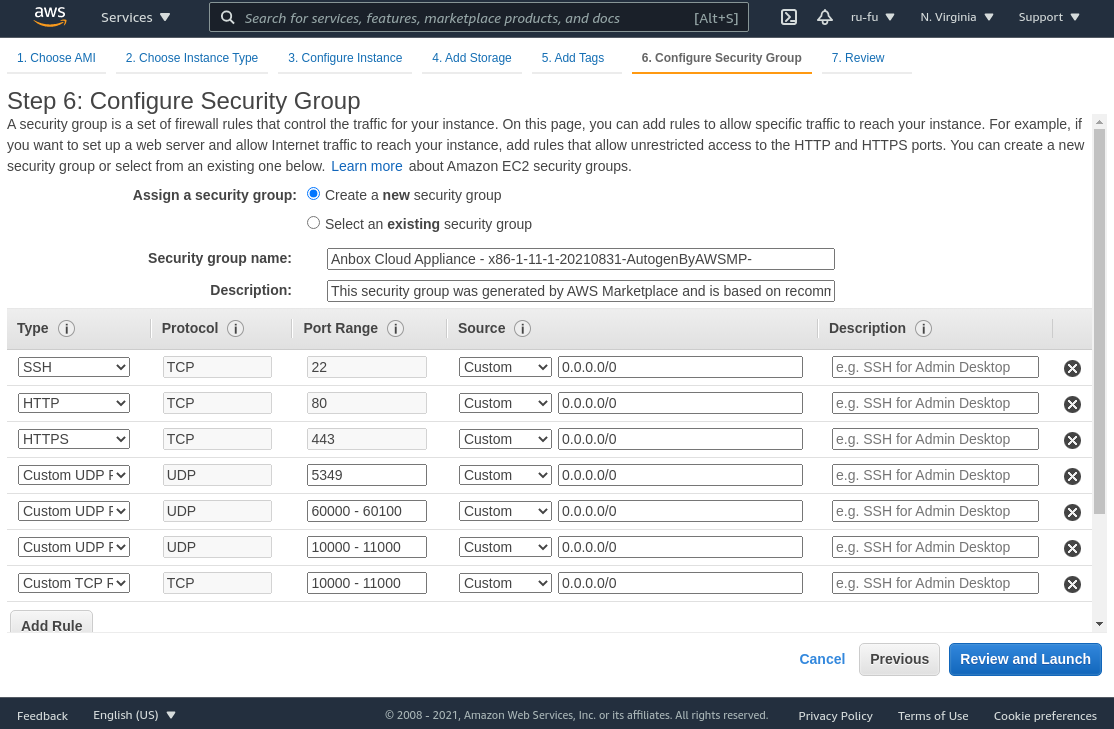 aws Services Search for services, features, marketplace products, and docs [Alt+S] ru-fu N. Virginia Support
1. Choose AMI 2. Choose Instance Type 3. Configure Instance 4. Add Storage 5. Add Tags 6. Configure Security Group 7. Review
Step 6: Configure Security Group
A security group is a set of firewall rules that control the traffic for your instance. On this page, you can add rules to allow specific traffic to reach your instance. For example, if
you want to set up a web server and allow Internet traffic to reach your instance, add rules that allow unrestricted access to the HTTP and HTTPS ports. You can create a new
security group or select from an existing one below. Learn more about Amazon EC2 security groups.
Assign a security group: Create a new security group
Select an existing security group
Security group name: Anbox Cloud Appliance - x86-1-11-1-20210831-AutogenByAWSMP-
Description: This security group was generated by AWS Marketplace and is based on recomm
Type i Protocol i Port Range i Source i Description i
SSH TCP 22 Custom 0.0.0.0/0 e.g. SSH for Admin Desktop
HTTP TCP 80 Custom 0.0.0.0/0 e.g. SSH for Admin Desktop
HTTPS TCP 443 Custom 0.0.0.0/0 e.g. SSH for Admin Desktop
Custom UDP F UDP 5349 Custom 0.0.0.0/0 e.g. SSH for Admin Desktop
Custom UDP F UDP 60000 - 60100 Custom 0.0.0.0/0 e.g. SSH for Admin Desktop
Custom UDP F UDP 10000 - 11000 Custom 0.0.0.0/0 e.g. SSH for Admin Desktop
Custom TCP F TCP 10000 - 11000 Custom 0.0.0.0/0 e.g. SSH for Admin Desktop
Add Rule
Cancel Previous Review and Launch
Feedback English (US) © 2008 - 2021, Amazon Web Services, Inc. or its affiliates. All rights reserved. Privacy Policy Terms of Use Cookie preferences